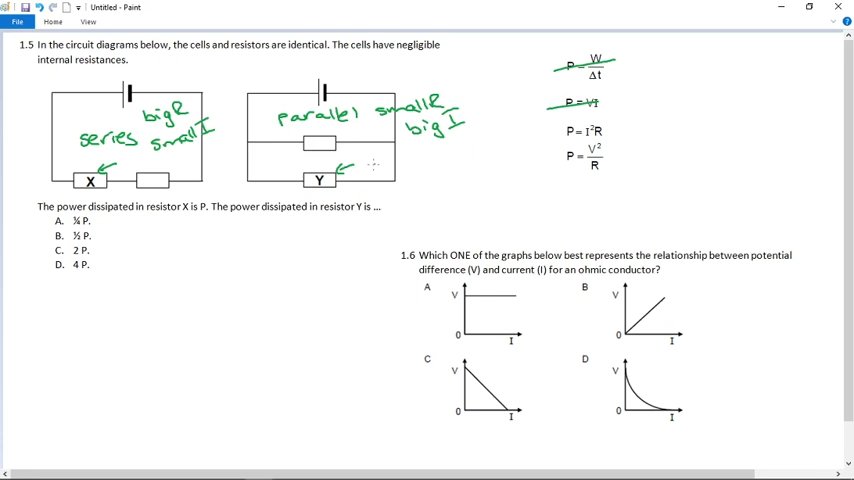 Untitled - Paint
File Home View
1.5 In the circuit diagrams below, the cells and resistors are identical. The cells have negligible
internal resistances.
big R
series small I
X
parallel small R
big I
Y
P = W/Δt
P = VI
P = I²R
P = V²/R
The power dissipated in resistor X is P. The power dissipated in resistor Y is ...
A. ¼ P.
B. ½ P.
C. 2 P.
D. 4 P.
1.6 Which ONE of the graphs below best represents the relationship between potential
difference (V) and current (I) for an ohmic conductor?
A
V
0
I
B
V
0
I
C
V
0
I
D
V
0
I